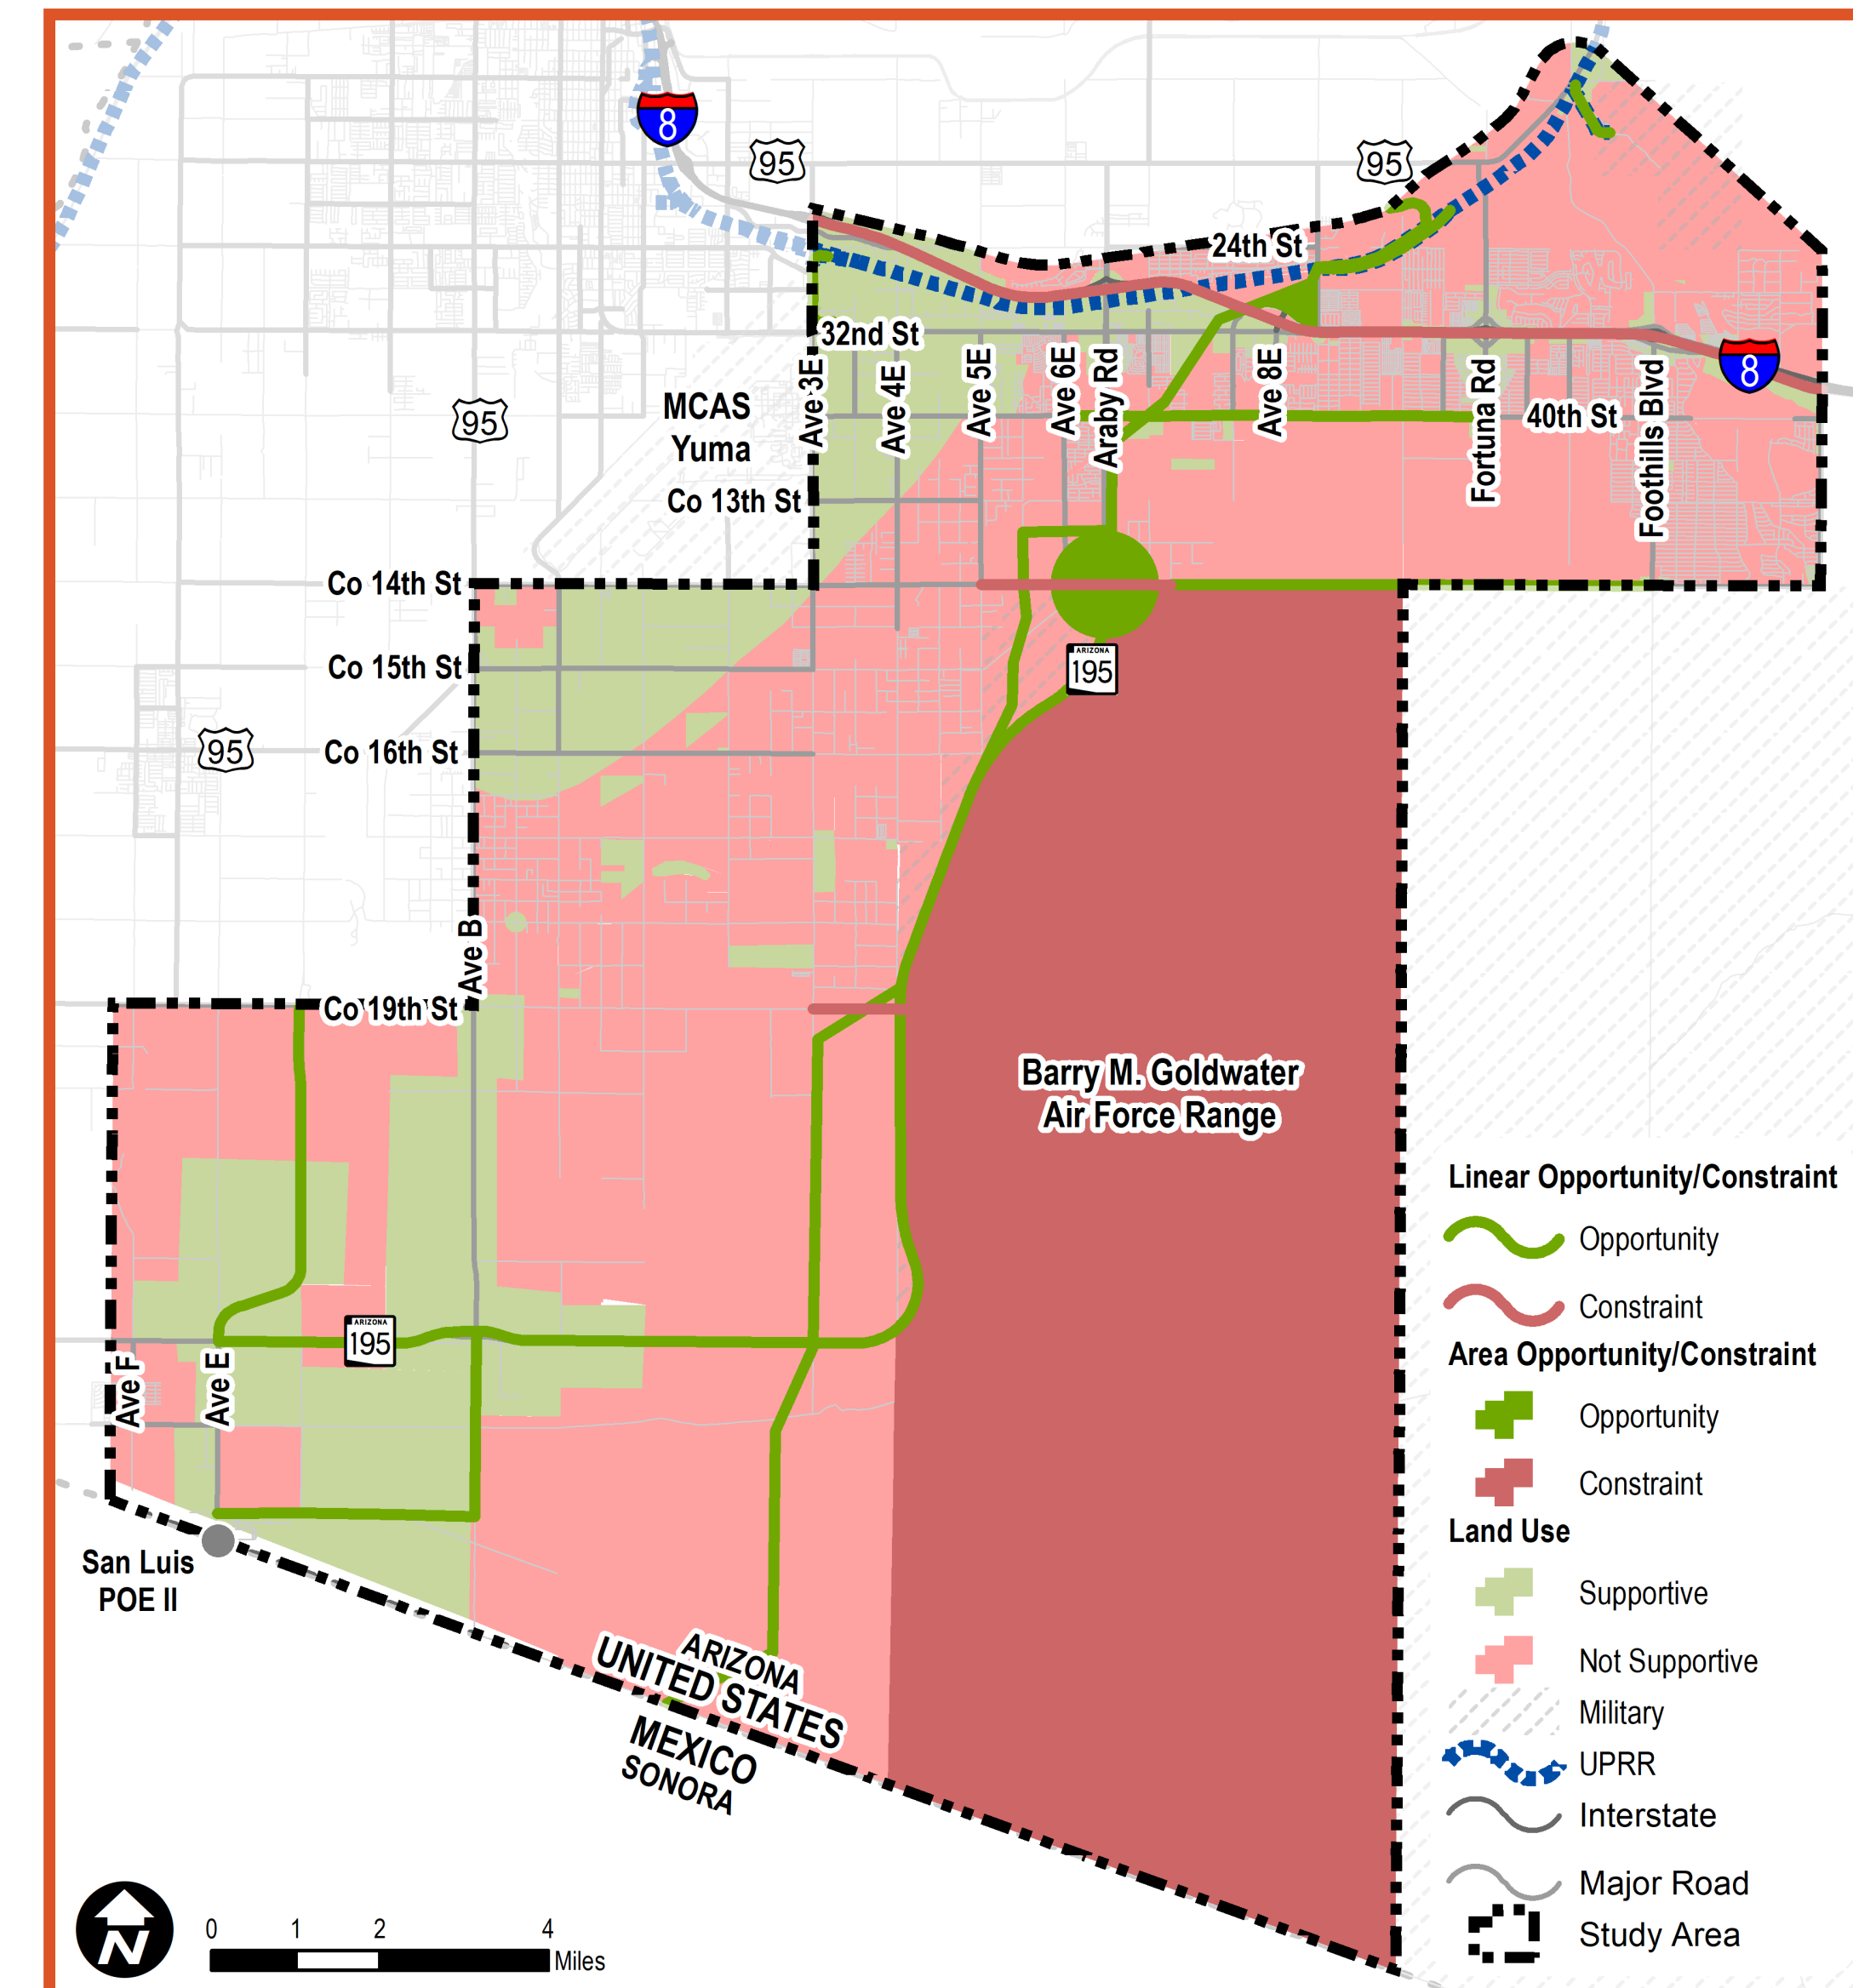 8
95
95
24th St
32nd St
Ave 3E
Ave 4E
Ave 5E
Ave 6E
Araby Rd
Ave 8E
Fortuna Rd
Foothills Blvd
8
40th St
MCAS
Yuma
95
Co 13th St
Co 14th St
Co 15th St
ARIZONA
195
95
Co 16th St
Ave B
Co 19th St
Barry M. Goldwater
Air Force Range
ARIZONA
195
Ave F
Ave E
San Luis
POE II
ARIZONA
UNITED STATES
MEXICO
SONORA
Linear Opportunity/Constraint
Opportunity
Constraint
Area Opportunity/Constraint
Opportunity
Constraint
Land Use
Supportive
Not Supportive
Military
UPRR
Interstate
Major Road
Study Area
N
0 1 2 4
Miles